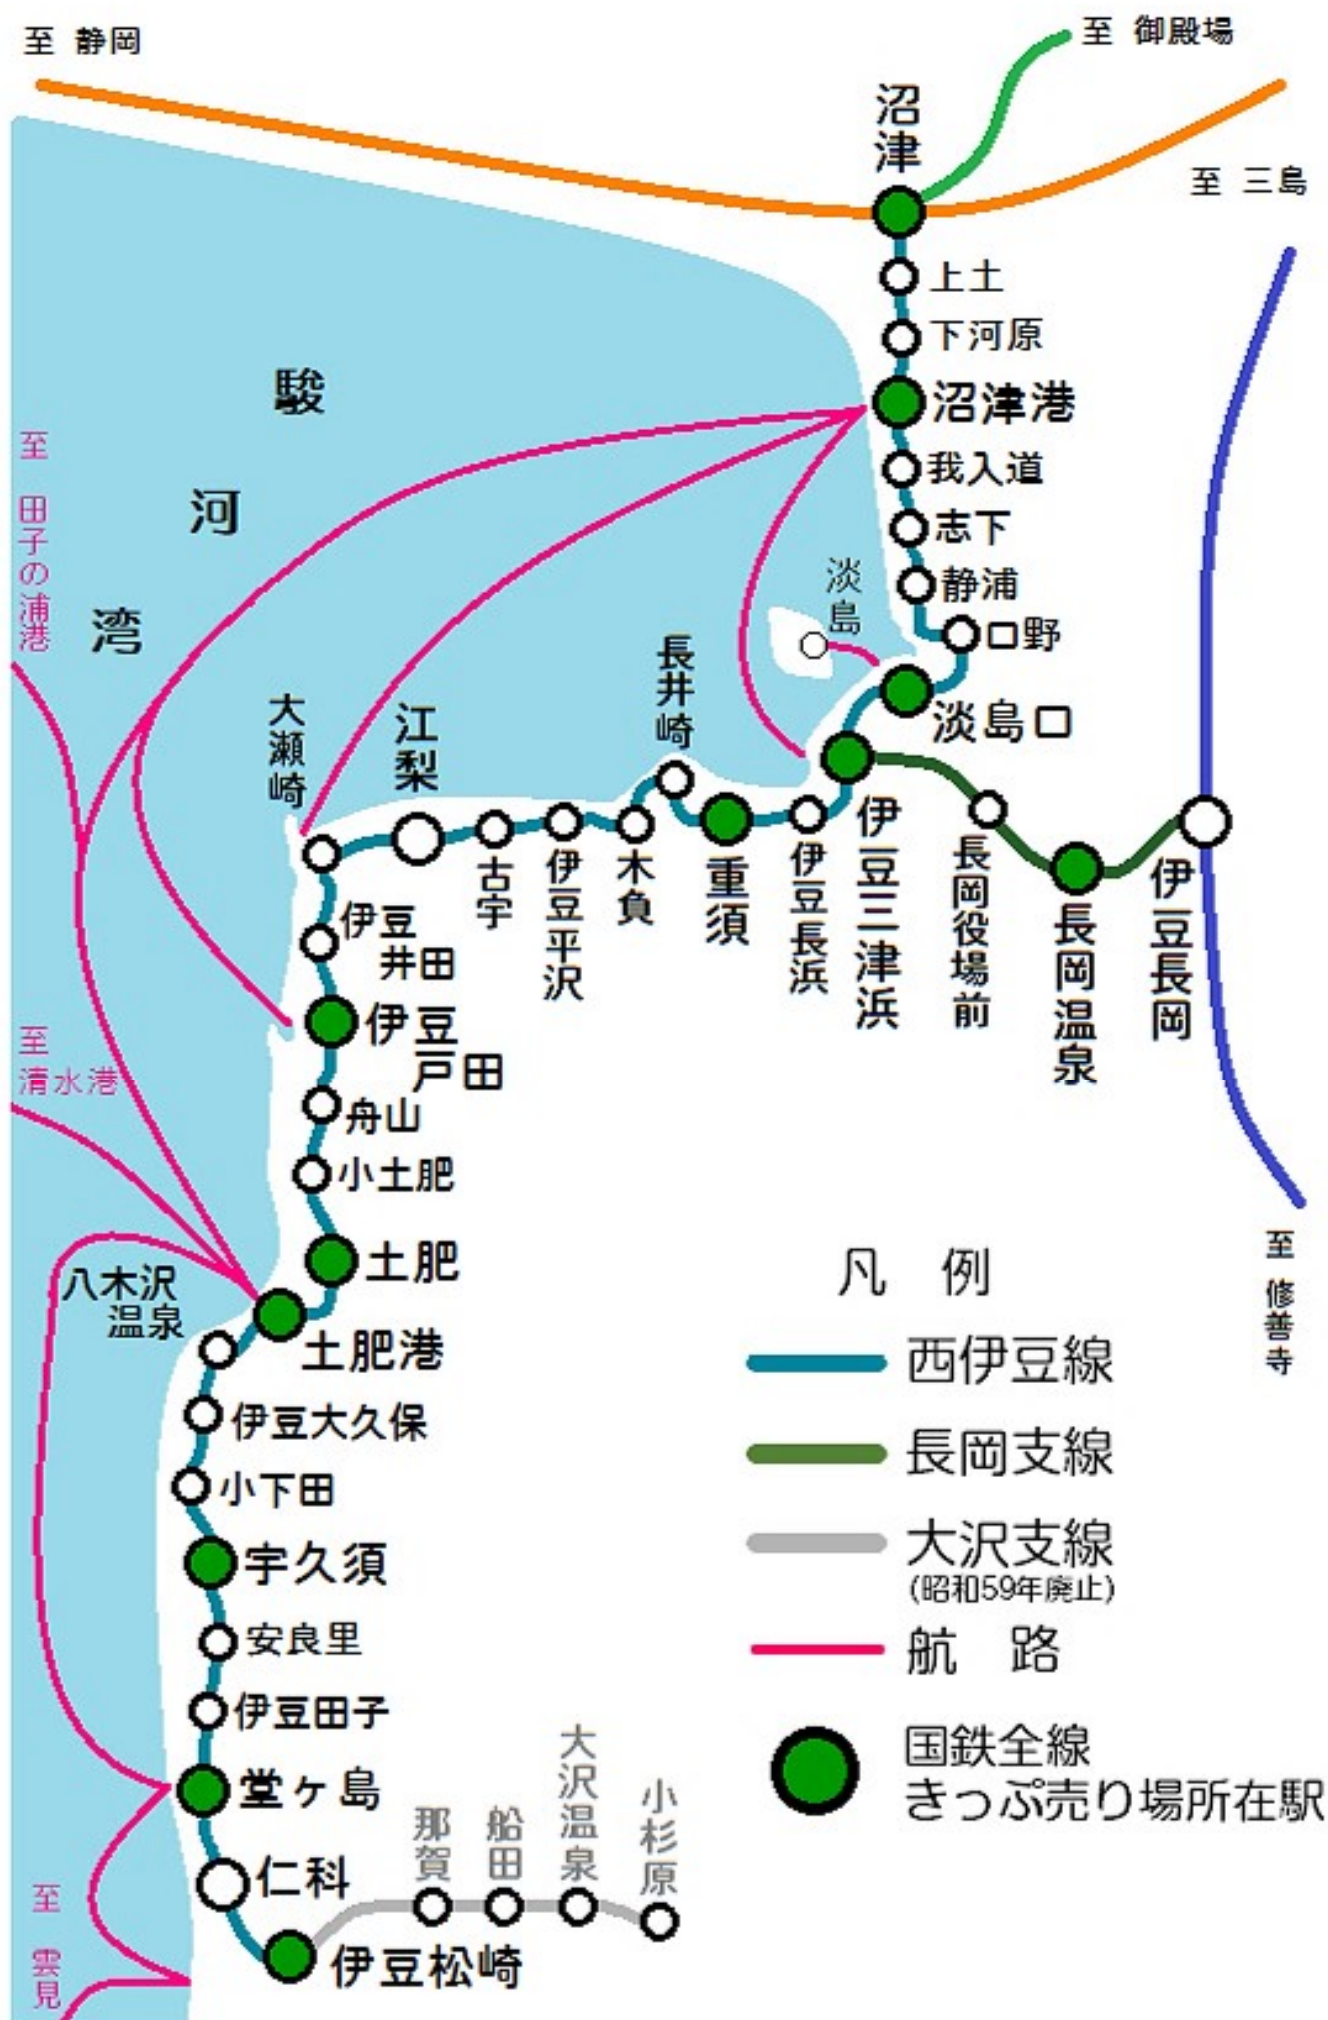 至 静岡
至 御殿場
沼津
至 三島
上土
下河原
沼津港
我入道
志下
静浦
口野
淡島
淡島口
駿河湾
至 田子の浦港
長井崎
江梨
大瀬崎
古宇
伊豆平沢
木負
重須
伊豆長浜
伊豆三津浜
長岡役場前
長岡温泉
伊豆長岡
伊豆
井田
伊豆
戸田
至
清水港
舟山
小土肥
土肥
八木沢
温泉
土肥港
伊豆大久保
小下田
宇久須
安良里
伊豆田子
堂ヶ島
仁科
伊豆松崎
那賀
船田
大沢温泉
小杉原
至 雲見
至 修善寺
凡 例
西伊豆線
長岡支線
大沢支線
(昭和59年廃止)
航 路
国鉄全線
きっぷ売り場所在駅